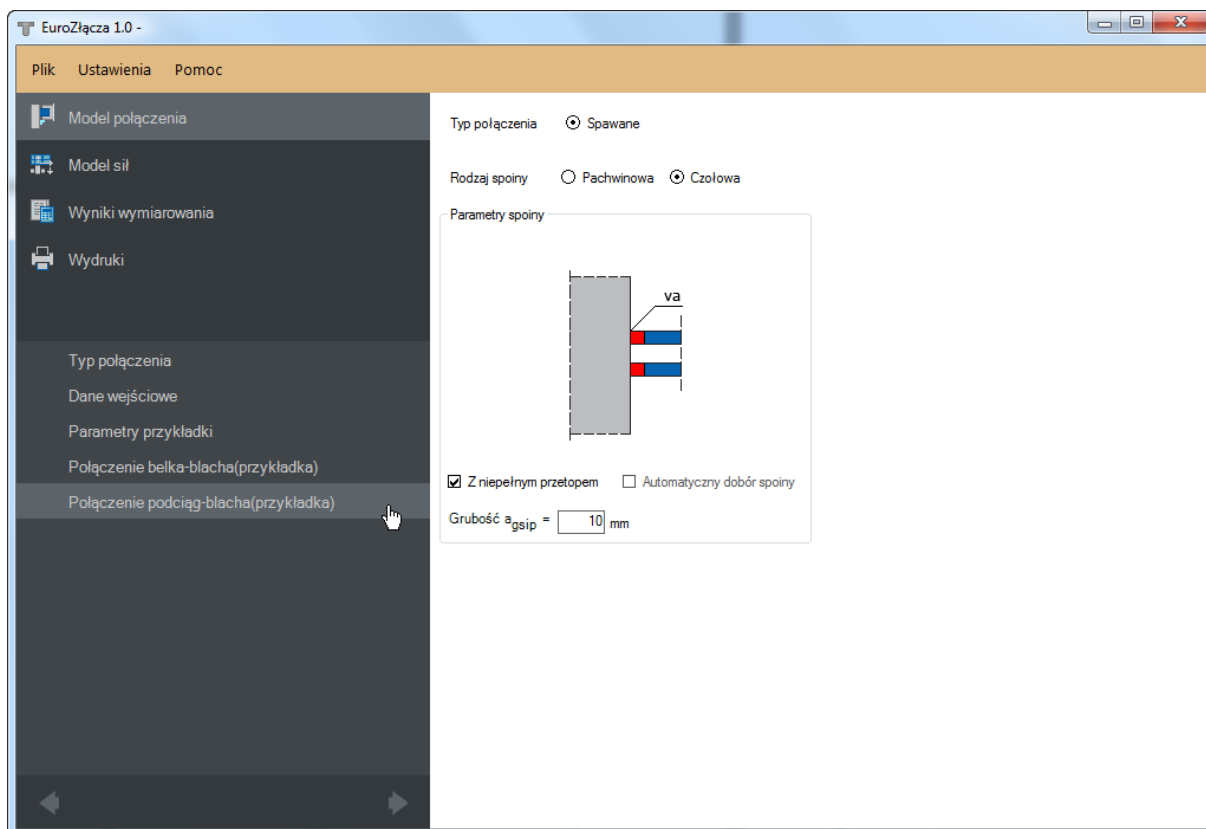 EuroZłącza 1.0 -
Plik Ustawienia Pomoc
Model połączenia
Model sił
Wyniki wymiarowania
Wydruki
Typ połączenia
Dane wejściowe
Parametry przykładki
Połączenie belka-blacha(przykładka)
Połączenie podciąg-blacha(przykładka)
Typ połączenia Spawane
Rodzaj spoiny Pachwinowa Czołowa
Parametry spoiny
va
Z niepełnym przetopem Automatyczny dobór spoiny
Grubość agsip = 10 mm